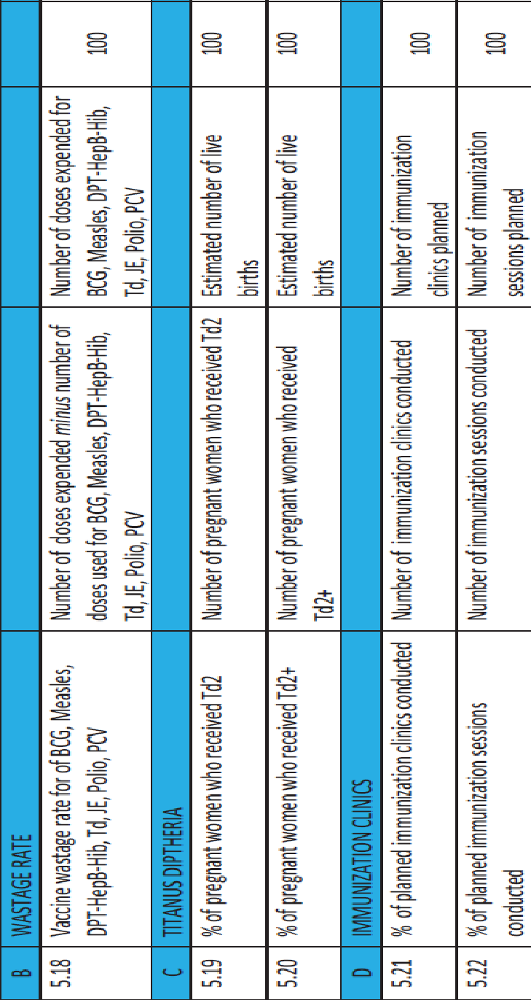 B WASTAGE RATE
5.18 Vaccine wastage rate for of BCG, Measles,
DPT-HepB-Hib, Td, JE, Polio, PCV
Number of doses expended minus number of
doses used for BCG, Measles, DPT-HepB-Hib,
Td, JE, Polio, PCV
Number of doses expended for
BCG, Measles, DPT-HepB-Hib,
Td, JE, Polio, PCV
100
C TITANUS DIPTHERIA
5.19 % of pregnant women who received Td2
Number of pregnant women who received Td2
Estimated number of live
births
100
5.20 % of pregnant women who received Td2+
Number of pregnant women who received
Td2+
Estimated number of live
births
100
D IMMUNIZATION CLINICS
5.21 % of planned immunization clinics conducted
Number of immunization clinics conducted
Number of immunization
clinics planned
100
5.22 % of planned immunization sessions
conducted
Number of immunization sessions conducted
Number of immunization
sessions planned
100